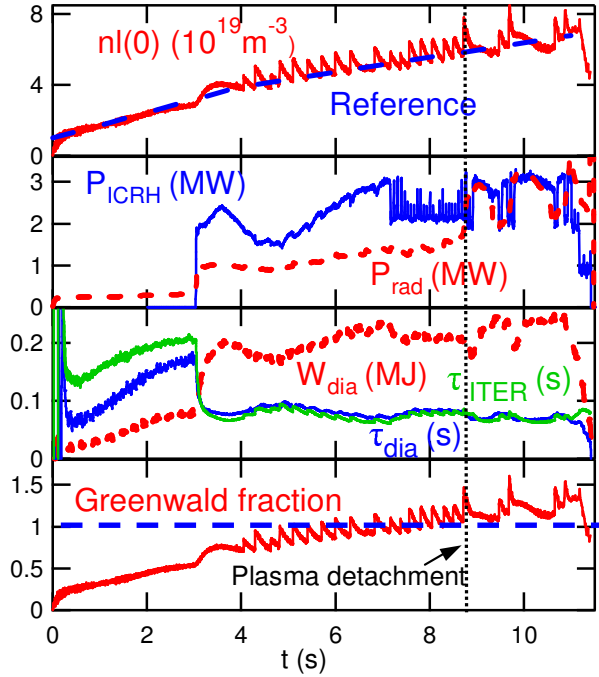 8
nl(0) (10¹⁹m⁻³)
4
Reference
0
3
P_ICRH (MW)
2
1
P_rad (MW)
0
0.2
W_dia (MJ)
τ_ITER (s)
0.1
τ_dia (s)
0
1.5
Greenwald fraction
1
0.5
Plasma detachment
0
0 2 4 6 8 10
t (s)